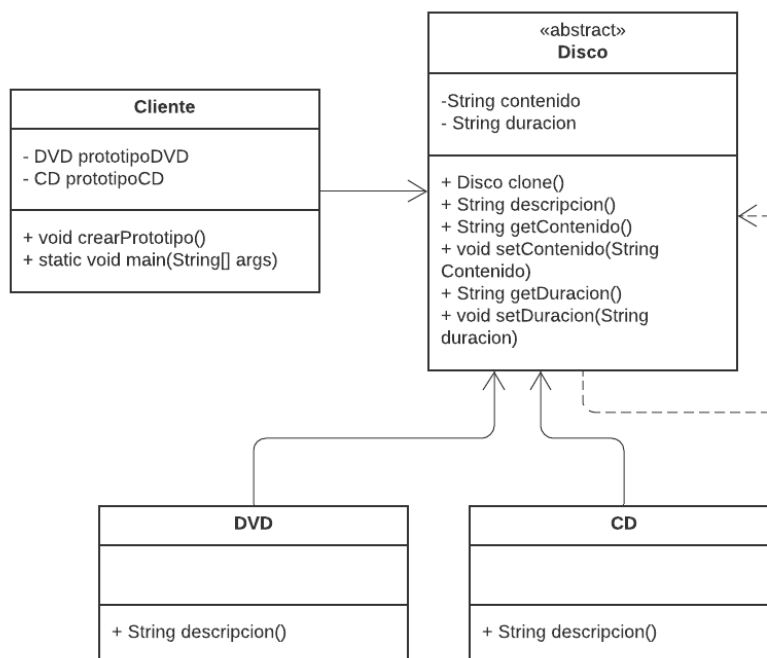 «abstract»
Disco
-String contenido
- String duracion
+ Disco clone()
+ String descripcion()
+ String getContenido()
+ void setContenido(String
Contenido)
+ String getDuracion()
+ void setDuracion(String
duracion)
Cliente
- DVD prototipoDVD
- CD prototipoCD
+ void crearPrototipo()
+ static void main(String[] args)
DVD
+ String descripcion()
CD
+ String descripcion()